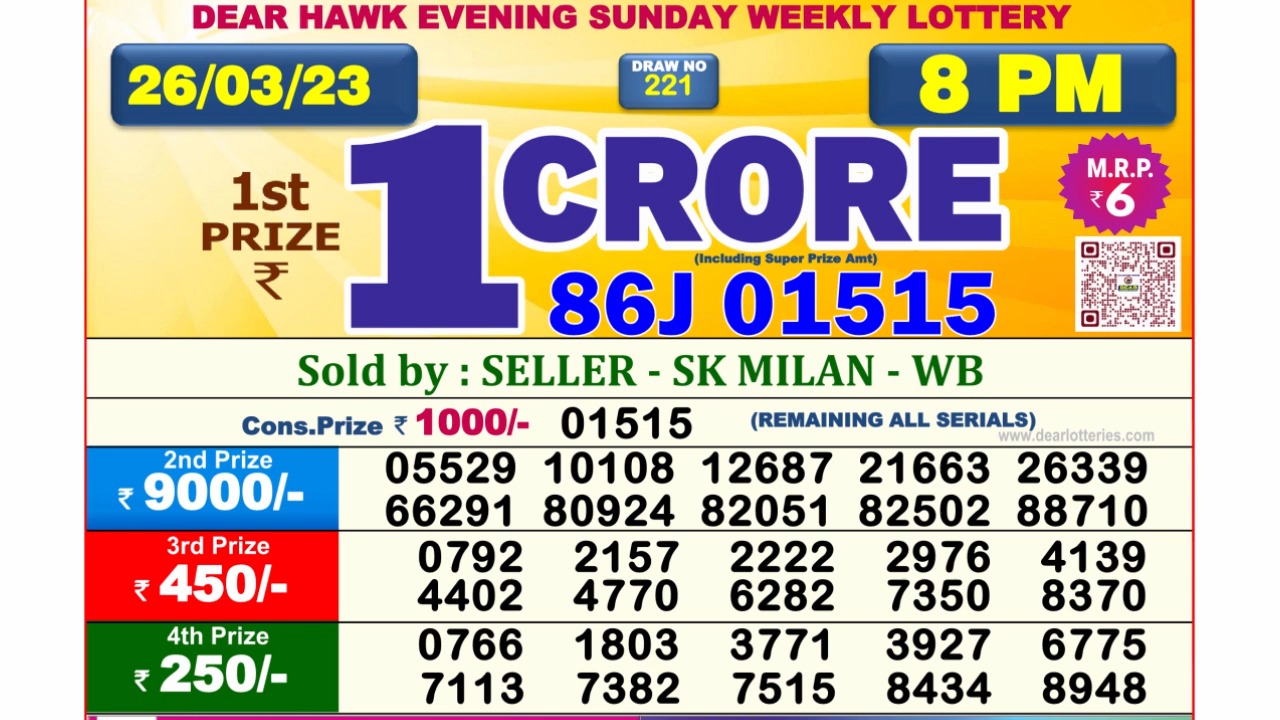 DEAR HAWK EVENING SUNDAY WEEKLY LOTTERY
26/03/23
DRAW NO
221
8 PM
1st
PRIZE
₹
1 CRORE
(Including Super Prize Amt)
86J 01515
M.R.P.
₹6
Sold by : SELLER - SK MILAN - WB
Cons.Prize ₹ 1000/- 01515 (REMAINING ALL SERIALS)
www.dearlotteries.com
2nd Prize
₹ 9000/-
05529 10108 12687 21663 26339
66291 80924 82051 82502 88710
3rd Prize
₹ 450/-
0792 2157 2222 2976 4139
4402 4770 6282 7350 8370
4th Prize
₹ 250/-
0766 1803 3771 3927 6775
7113 7382 7515 8434 8948